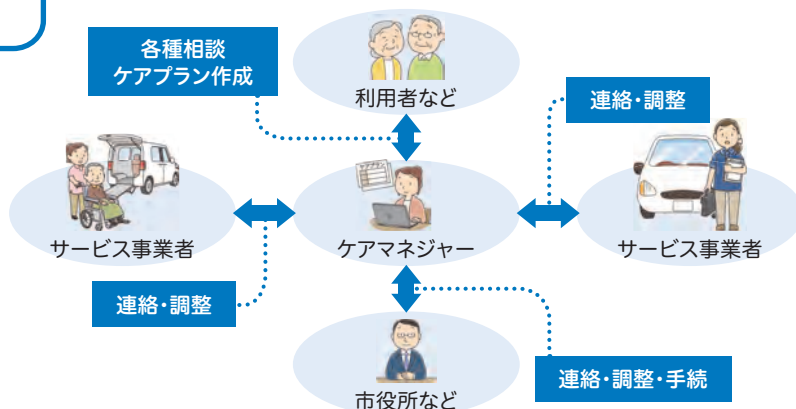 各種相談
ケアプラン作成
利用者など
連絡・調整
サービス事業者
ケアマネジャー
サービス事業者
連絡・調整
市役所など
連絡・調整・手続